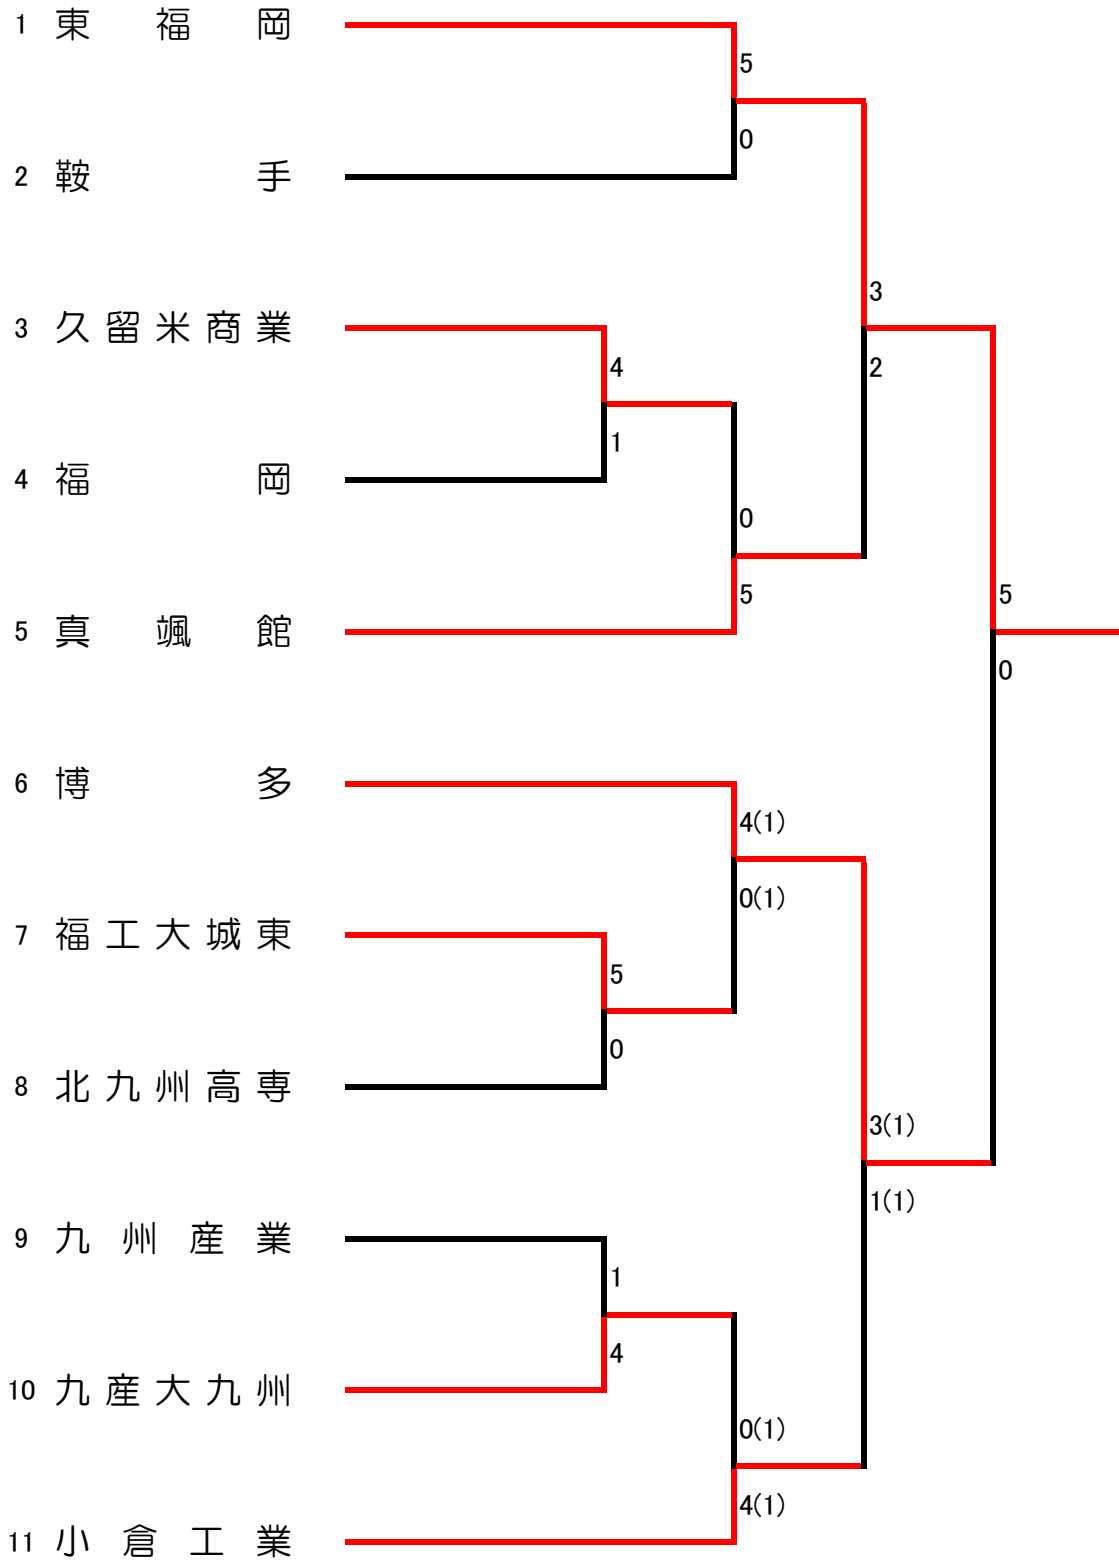 1 東福岡
5
0
2 鞍手
3
3 久留米商業
4
2
1
4 福岡
0
5
5
5 真颯館
0
6 博多
4(1)
0(1)
7 福工大城東
5
0
8 北九州高専
3(1)
1(1)
9 九州産業
1
4
10 九産大九州
0(1)
4(1)
11 小倉工業